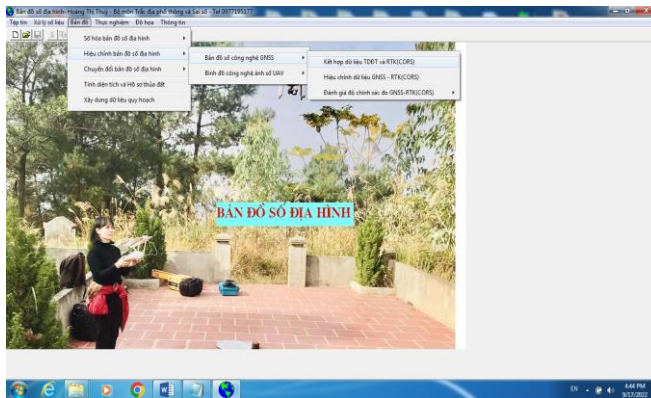 Bản đồ số địa hình- Hoàng Thị Thuỷ - Bộ môn Trắc địa phổ thông và Sai số - Tel 0977195177
Tệp tin Xử lý số liệu Bản đồ Thực nghiệm Đồ họa Thông tin
Số hóa bản đồ số địa hình
Hiệu chỉnh bản đồ số địa hình
Bản đồ số công nghệ GNSS
Kết hợp dữ liệu TDĐT và RTK(CORS)
Chuyển đổi bản đồ số địa hình
Bình đồ công nghệ ảnh số UAV
Hiệu chỉnh dữ liệu GNSS - RTK(CORS)
Tính diện tích và Hồ sơ thửa đất
Đánh giá độ chính xác đo GNSS-RTK(CORS)
Xây dựng dữ liệu quy hoạch
BẢN ĐỒ SỐ ĐỊA HÌNH
EN
4:44 PM
9/17/2022